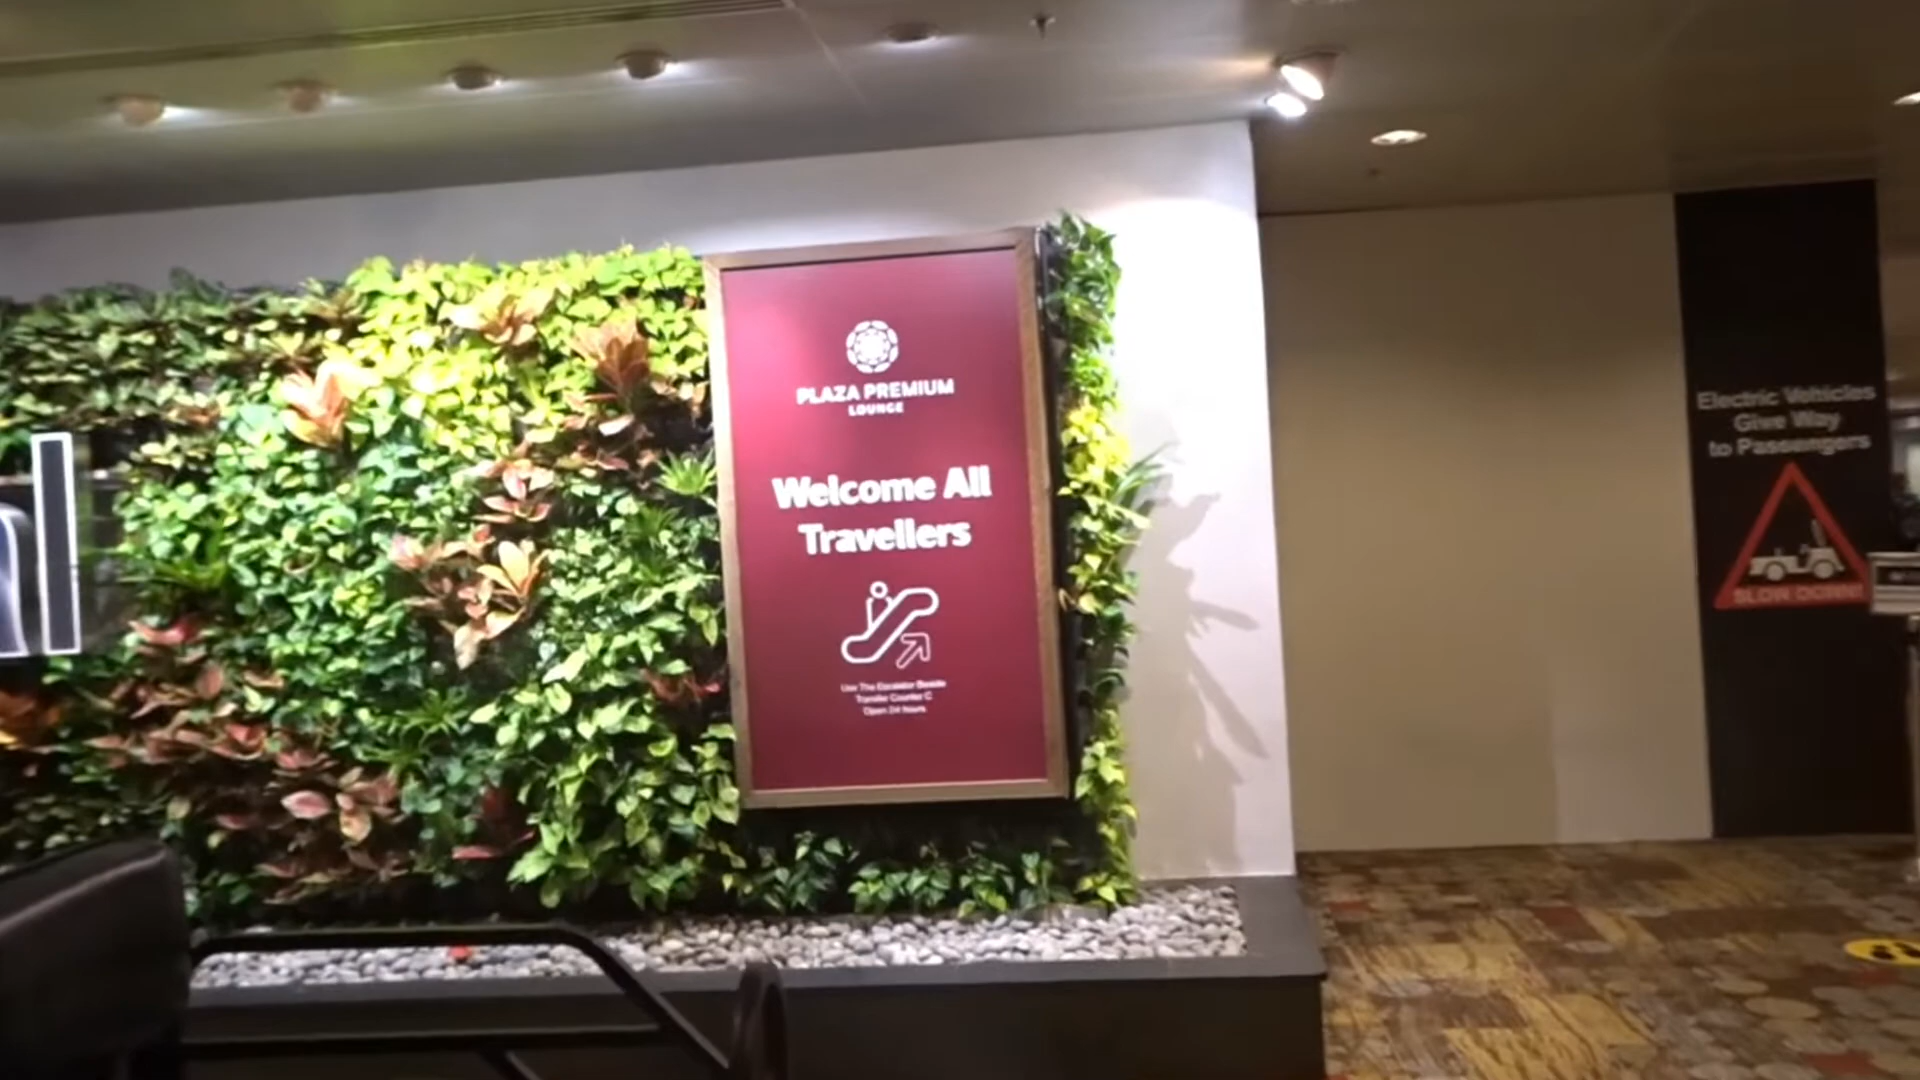 PLAZA PREMIUM
LOUNGE
Welcome All
Travellers
Use The Escalator Beside
Transfer Counter C
Open 24 hours
Electric Vehicles
Give Way
to Passengers
SLOW DOWN!